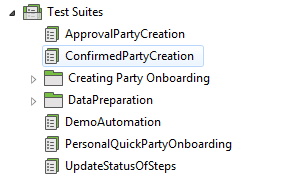 Test Suites
ApprovalPartyCreation
ConfirmedPartyCreation
Creating Party Onboarding
DataPreparation
DemoAutomation
PersonalQuickPartyOnboarding
UpdateStatusOfSteps